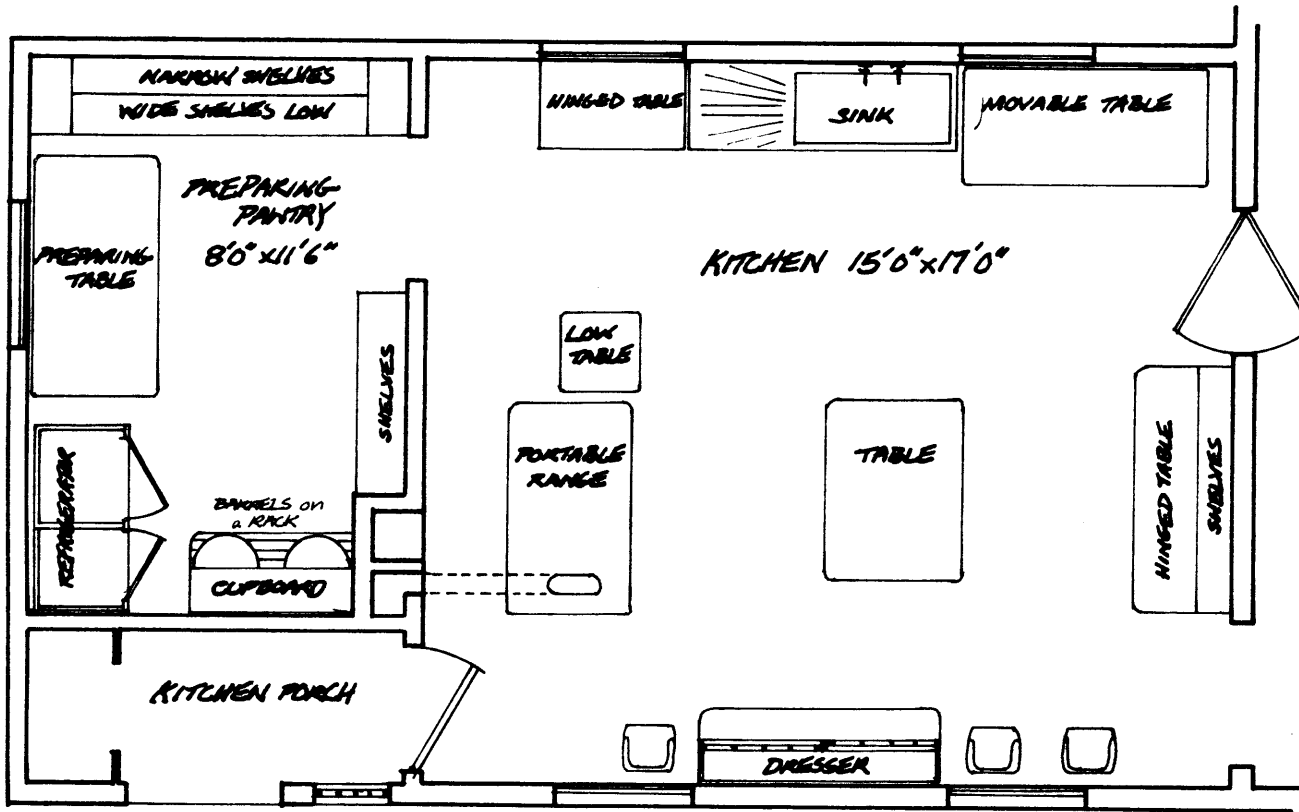 NARROW SHELVES
WIDE SHELVES LOW
HINGED TABLE
SINK
MOVABLE TABLE
PREPARING
PANTRY
8'0" x 11'6"
PREPARING
TABLE
KITCHEN 15'0" x 17'0"
LOW
TABLE
SHELVES
PORTABLE
RANGE
TABLE
HINGED TABLE
SHELVES
REFRIGERATOR
BARRELS on
a RACK
CUPBOARD
KITCHEN PORCH
DRESSER